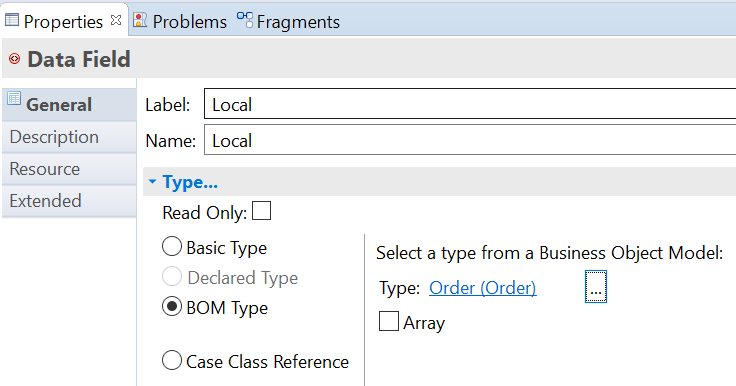 Properties Problems Fragments
Data Field
General
Description
Resource
Extended
Label: Local
Name: Local
Type...
Read Only:
Basic Type
Declared Type
BOM Type
Case Class Reference
Select a type from a Business Object Model:
Type: Order (Order) ...
Array